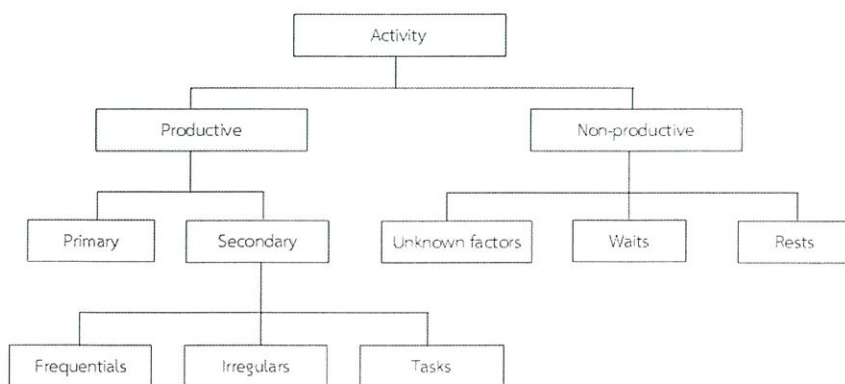 Activity
Productive
Non-productive
Primary
Secondary
Unknown factors
Waits
Rests
Frequentials
Irregulars
Tasks